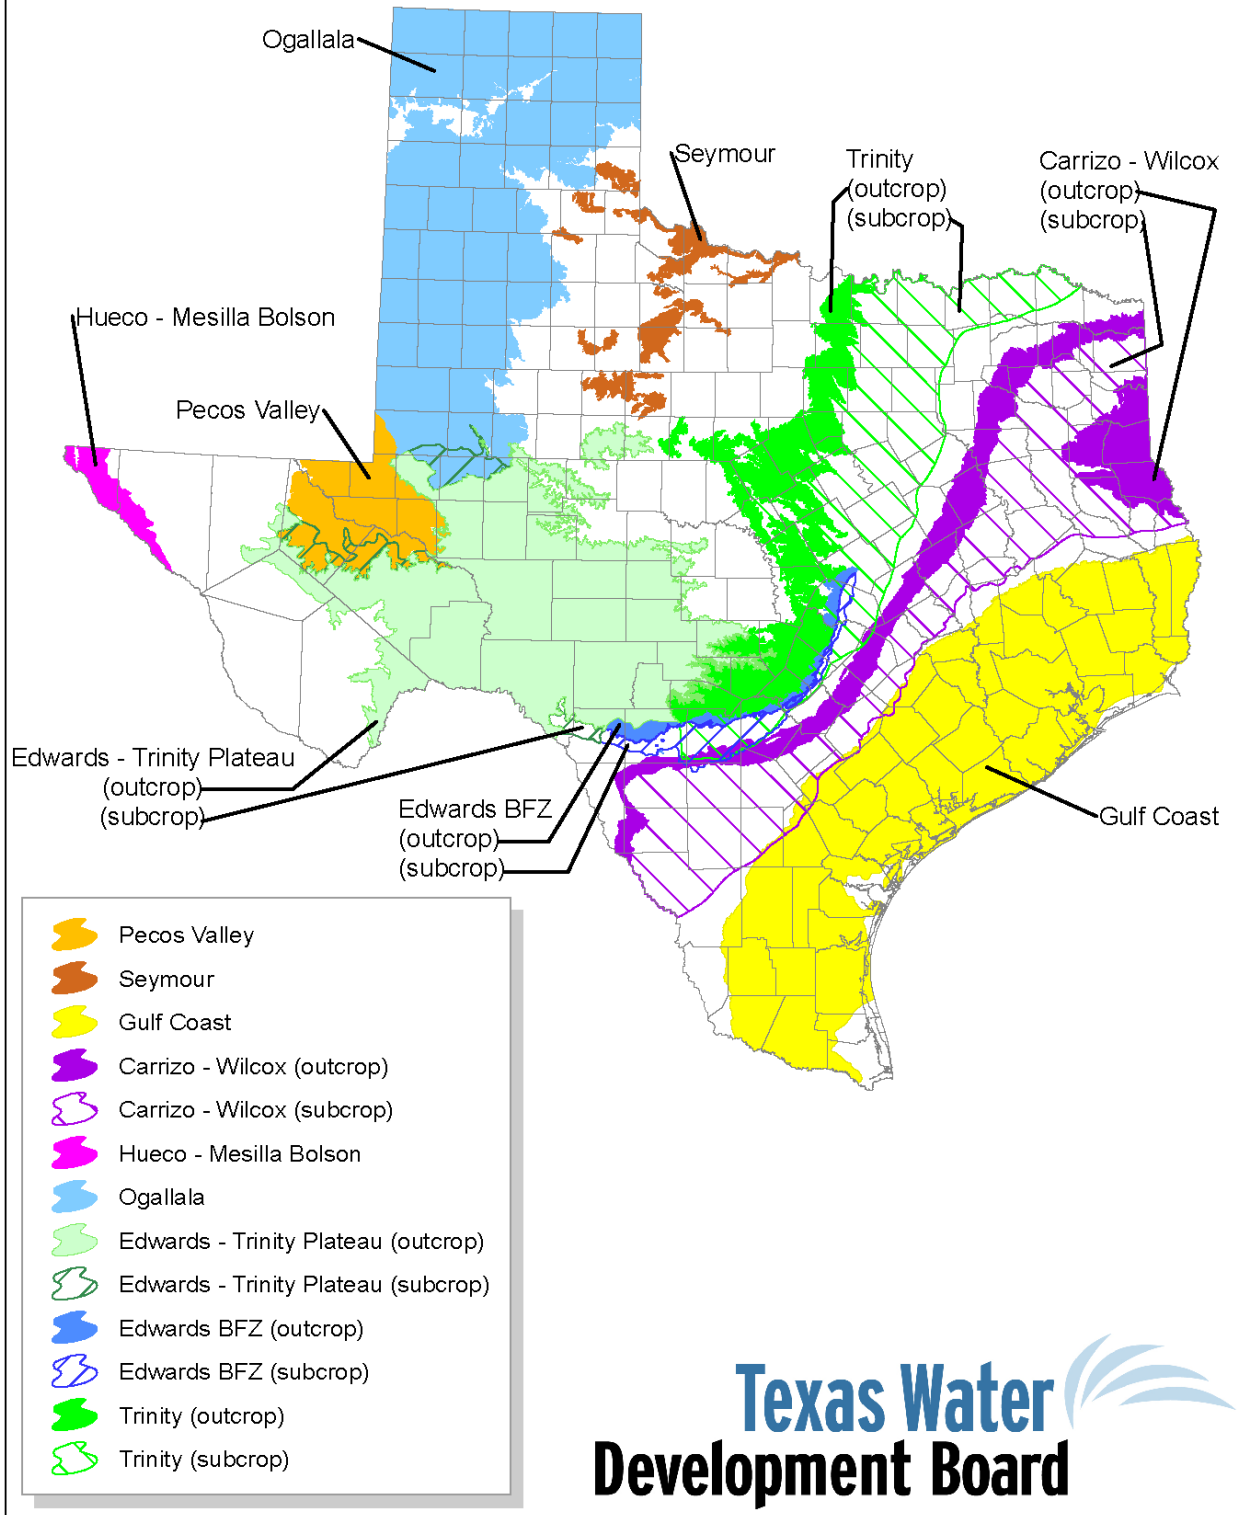 Ogallala
Seymour
Trinity
(outcrop)
(subcrop)
Carrizo - Wilcox
(outcrop)
(subcrop)
Hueco - Mesilla Bolson
Pecos Valley
Edwards - Trinity Plateau
(outcrop)
(subcrop)
Edwards BFZ
(outcrop)
(subcrop)
Gulf Coast
Pecos Valley
Seymour
Gulf Coast
Carrizo - Wilcox (outcrop)
Carrizo - Wilcox (subcrop)
Hueco - Mesilla Bolson
Ogallala
Edwards - Trinity Plateau (outcrop)
Edwards - Trinity Plateau (subcrop)
Edwards BFZ (outcrop)
Edwards BFZ (subcrop)
Trinity (outcrop)
Trinity (subcrop)
Texas Water
Development Board